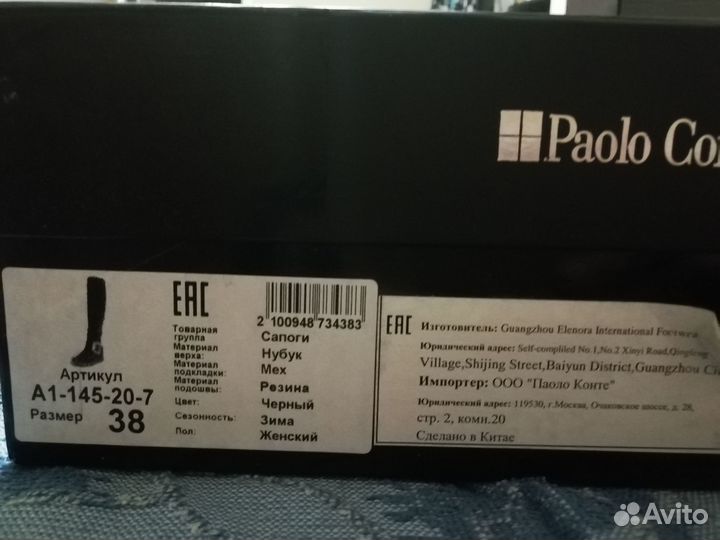 Paolo
Артикул
A1-145-20-7
Размер 38
EAC
2 100948 734383
Товарная группа Сапоги
Материал верха: Нубук
Материал подкладки: Мех
Материал подошвы: Резина
Цвет: Черный
Сезонность: Зима
Пол: Женский
EAC Изготовитель: Guangzhou Elenora International
Юридический адрес: Self-complied No.1,No.2 Xinyi Road,Qingfeng
Village,Shijing Street,Baiyun District,Guangzhou
Импортер: ООО "Паоло Конте"
Юридический адрес: 119530, г.Москва, Очаковское шоссе, д. 28,
стр. 2, комн.20
Сделано в Китае
Avito